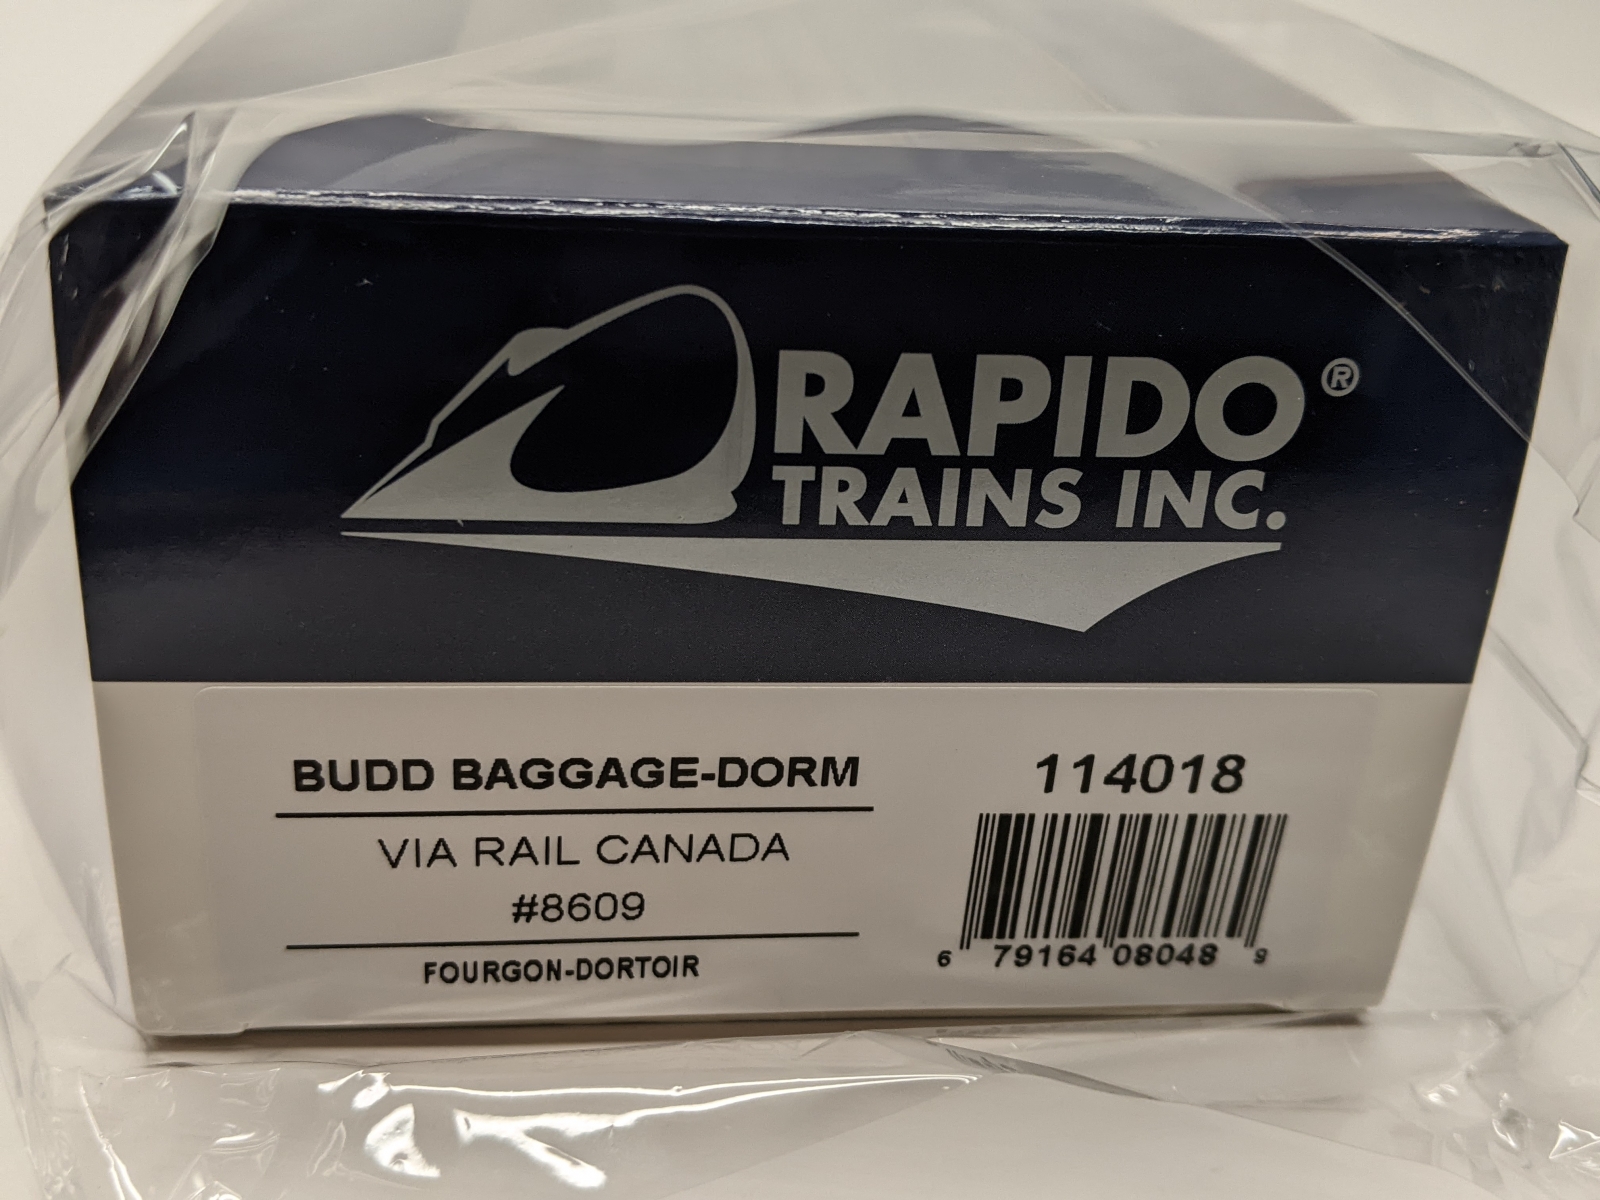 RAPIDO®
TRAINS INC.
BUDD BAGGAGE-DORM
VIA RAIL CANADA
#8609
FOURGON-DORTOIR
114018
6 79164 08048 9